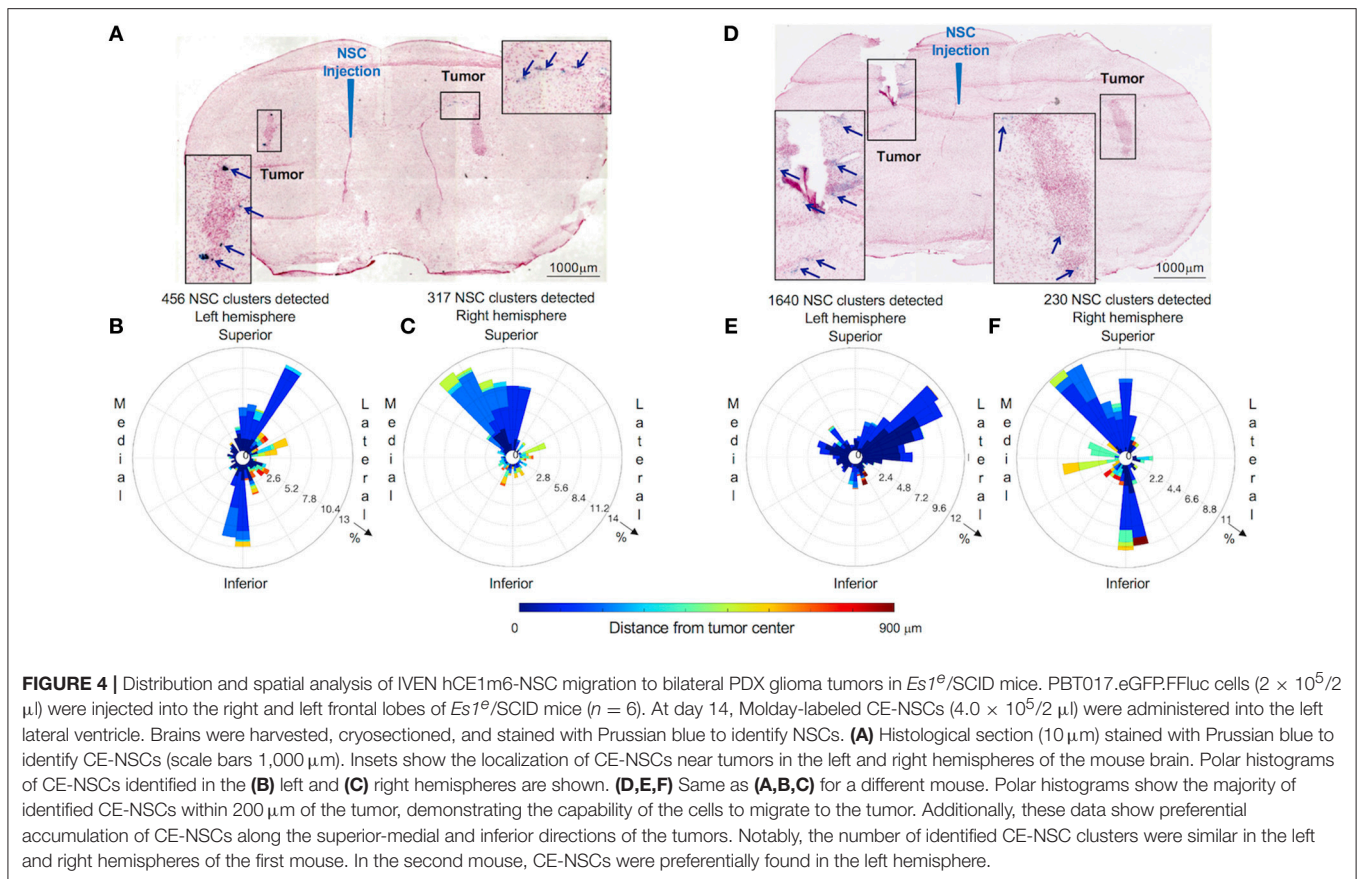 A
NSC
Injection
Tumor
Tumor
1000μm
D
NSC
Injection
Tumor
Tumor
1000μm
456 NSC clusters detected
Left hemisphere
Superior
317 NSC clusters detected
Right hemisphere
1640 NSC clusters detected
Left hemisphere
Superior
230 NSC clusters detected
Right hemisphere
B
Medial
Lateral
0
2.6
5.2
7.8
10.4
13
%
Inferior
C
Medial
Lateral
0
2.8
5.6
8.4
11.2
14
%
E
Medial
Lateral
0
2.4
4.8
7.2
9.6
12
%
Inferior
F
Medial
Lateral
0
2.2
4.4
6.6
8.8
11
%
0
Distance from tumor center
900 μm
FIGURE 4 | Distribution and spatial analysis of IVEN hCE1m6-NSC migration to bilateral PDX glioma tumors in Es1ᵉ/SCID mice. PBT017.eGFP.FFluc cells (2 × 10⁵/2
μl) were injected into the right and left frontal lobes of Es1ᵉ/SCID mice (n = 6). At day 14, Molday-labeled CE-NSCs (4.0 × 10⁵/2 μl) were administered into the left
lateral ventricle. Brains were harvested, cryosectioned, and stained with Prussian blue to identify NSCs. (A) Histological section (10 μm) stained with Prussian blue to
identify CE-NSCs (scale bars 1,000 μm). Insets show the localization of CE-NSCs near tumors in the left and right hemispheres of the mouse brain. Polar histograms
of CE-NSCs identified in the (B) left and (C) right hemispheres are shown. (D,E,F) Same as (A,B,C) for a different mouse. Polar histograms show the majority of
identified CE-NSCs within 200 μm of the tumor, demonstrating the capability of the cells to migrate to the tumor. Additionally, these data show preferential
accumulation of CE-NSCs along the superior-medial and inferior directions of the tumors. Notably, the number of identified CE-NSC clusters were similar in the left
and right hemispheres of the first mouse. In the second mouse, CE-NSCs were preferentially found in the left hemisphere.